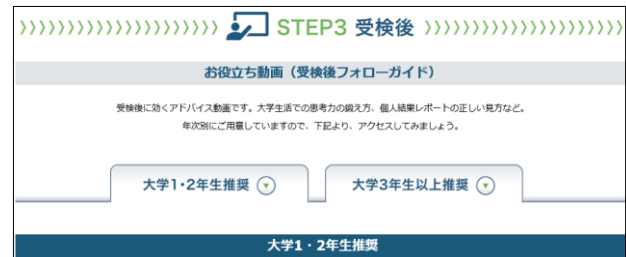 STEP3 受検後
お役立ち動画（受検後フォローガイド）
受検後に効くアドバイス動画です。大学生活での思考力の鍛え方、個人結果レポートの正しい見方など。
年次別にご用意していますので、下記より、アクセスしてみましょう。
大学1・2年生推奨
大学3年生以上推奨
大学1・2年生推奨